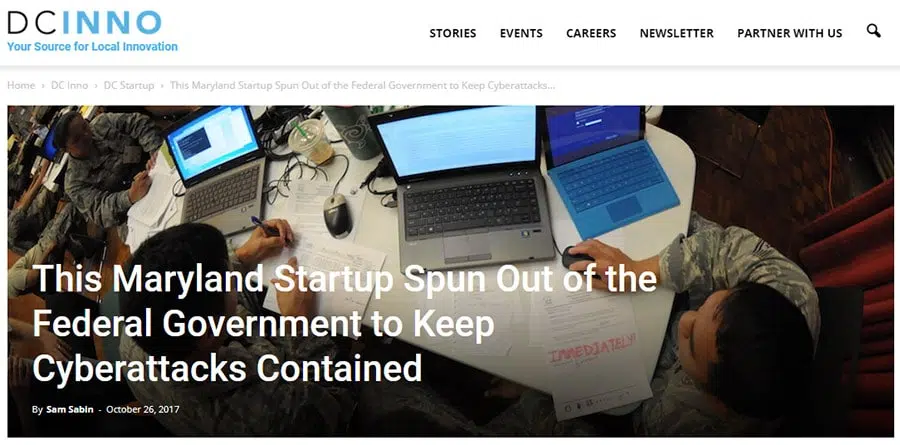 DCINNO
Your Source for Local Innovation
STORIES EVENTS CAREERS NEWSLETTER PARTNER WITH US
Home › DC Inno › DC Startup › This Maryland Startup Spun Out of the Federal Government to Keep Cyberattacks...
IMMEDIATELY!
This Maryland Startup Spun Out of the
Federal Government to Keep
Cyberattacks Contained
By Sam Sabin - October 26, 2017